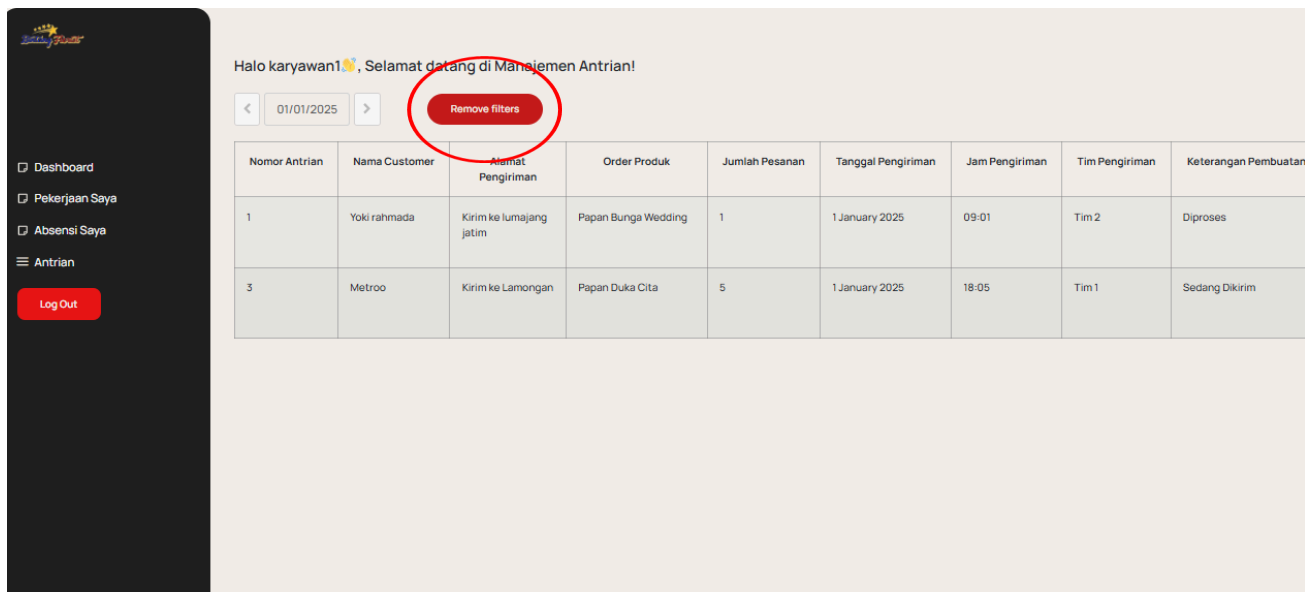 Halo karyawan1👋, Selamat datang di Manajemen Antrian!
< 01/01/2025 >
Remove filters
Dashboard
Pekerjaan Saya
Absensi Saya
Antrian
Log Out
Nomor Antrian Nama Customer Alamat Pengiriman Order Produk Jumlah Pesanan Tanggal Pengiriman Jam Pengiriman Tim Pengiriman Keterangan Pembuatan
1 Yoki rahmada Kirim ke lumajang jatim Papan Bunga Wedding 1 1 January 2025 09:01 Tim 2 Diproses
3 Metroo Kirim ke Lamongan Papan Duka Cita 5 1 January 2025 18:05 Tim 1 Sedang Dikirim